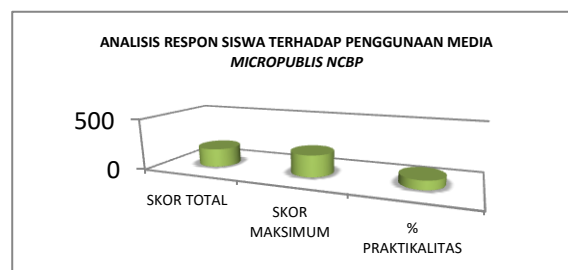 ANALISIS RESPON SISWA TERHADAP PENGGUNAAN MEDIA
MICROPUBLIS NCBP
500
0
SKOR TOTAL
SKOR
MAKSIMUM
%
PRAKTIKALITAS